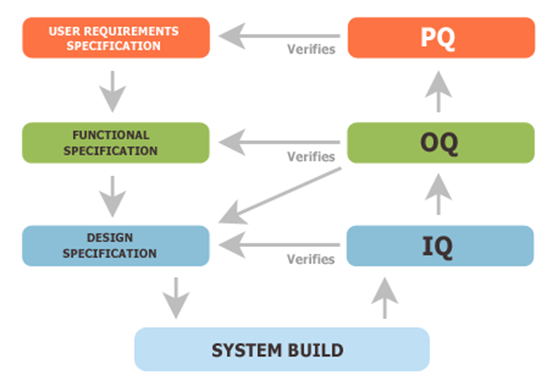 USER REQUIREMENTS
SPECIFICATION
Verifies
PQ
FUNCTIONAL
SPECIFICATION
Verifies
OQ
DESIGN
SPECIFICATION
Verifies
IQ
SYSTEM BUILD